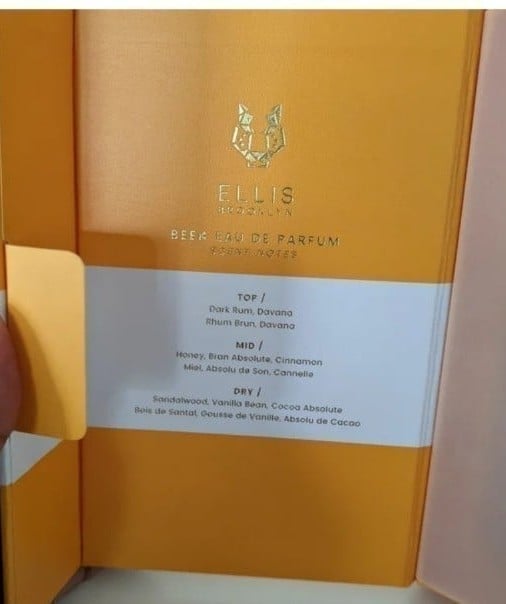 ELLIS
BROOKLYN
BEE EAU DE PARFUM
SCENT NOTES
TOP /
Dark Rum, Davana
Rhum Brun, Davana
MID /
Honey, Bran Absolute, Cinnamon
Miel, Absolu de Son, Cannelle
DRY /
Sandalwood, Vanilla Bean, Cocoa Absolute
Bois de Santal, Gousse de Vanille, Absolu de Cacao